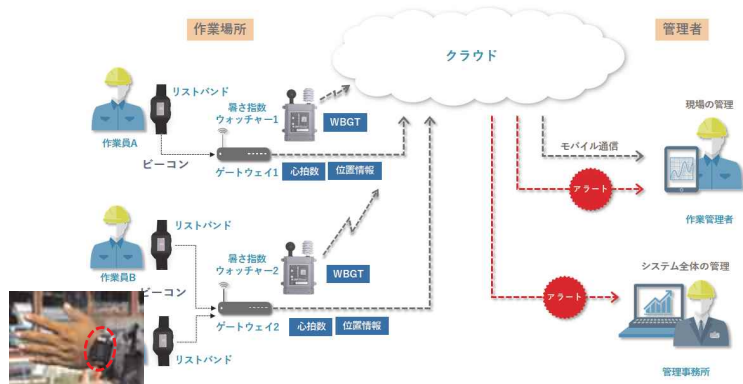 作業場所
管理者
クラウド
リストバンド
暑さ指数
ウォッチャー1
WBGT
作業員A
ビーコン
ゲートウェイ1
心拍数
位置情報
現場の管理
モバイル通信
アラート
作業管理者
リストバンド
暑さ指数
ウォッチャー2
WBGT
作業員B
ビーコン
ゲートウェイ2
心拍数
位置情報
リストバンド
システム全体の管理
アラート
管理事務所